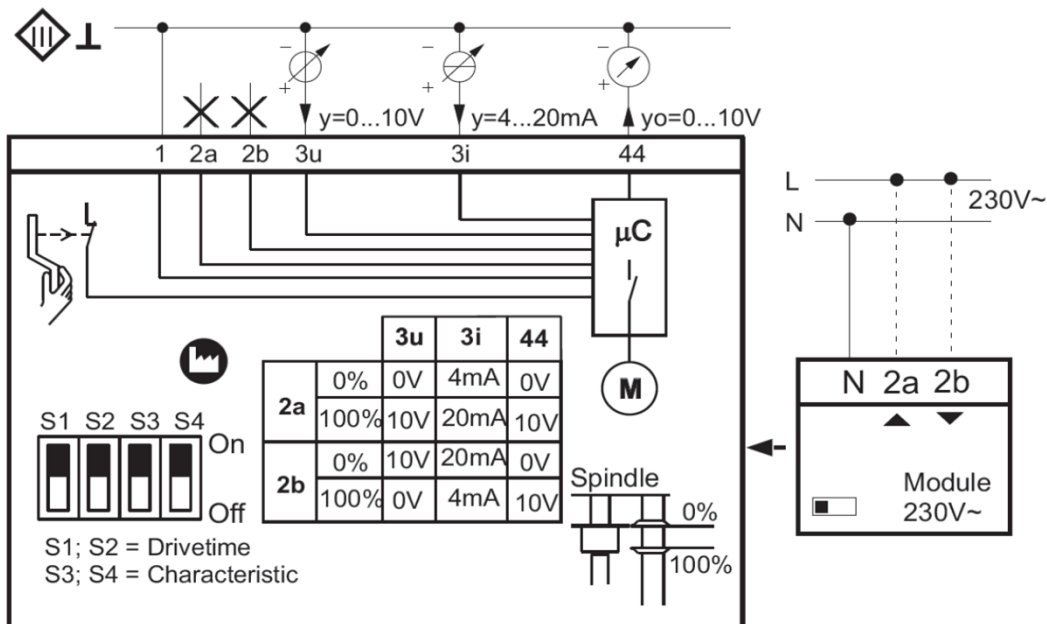 y=0...10V y=4...20mA yo=0...10V
1 2a 2b 3u 3i 44
L
230V~
N
µC
3u 3i 44
2a 0% 0V 4mA 0V
100% 10V 20mA 10V
2b 0% 10V 20mA 0V
100% 0V 4mA 10V
M
N 2a 2b
S1 S2 S3 S4
On
Off
Spindle
0%
100%
Module
230V~
S1; S2 = Drivetime
S3; S4 = Characteristic